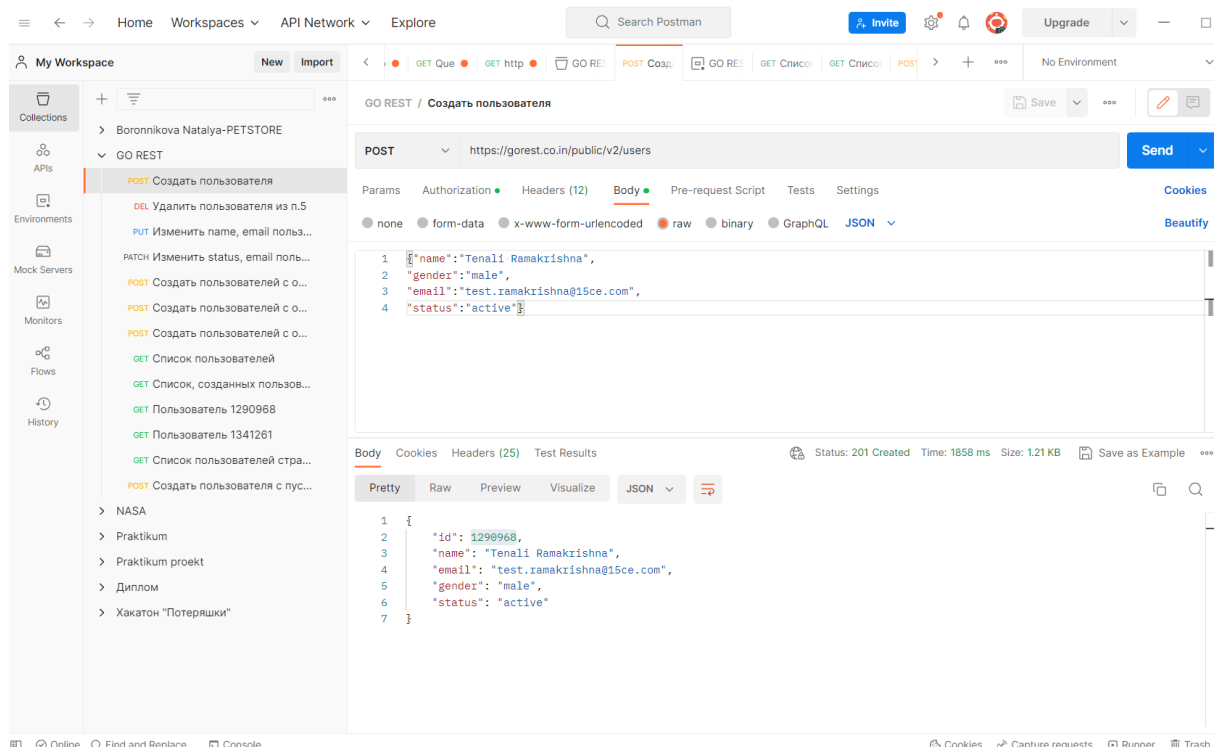 Home Workspaces API Network Explore Search Postman Invite Upgrade
My Workspace New Import GET Que GET http GO RE POST Созд GO RE GET Списо GET Списо POST No Environment
Collections
APIs
Environments
Mock Servers
Monitors
Flows
History
Boronnikova Natalya-PETSTORE
GO REST
POST Создать пользователя
DEL Удалить пользователя из п.5
PUT Изменить name, email польз...
PATCH Изменить status, email поль...
POST Создать пользователей с о...
POST Создать пользователей с о...
POST Создать пользователей с о...
GET Список пользователей
GET Список, созданных пользов...
GET Пользователь 1290968
GET Пользователь 1341261
GET Список пользователей стра...
POST Создать пользователя с пус...
NASA
Praktikum
Praktikum proekt
Диплом
Хакатон "Потеряшки"
GO REST / Создать пользователя Save
POST https://gorest.co.in/public/v2/users Send
Params Authorization Headers (12) Body Pre-request Script Tests Settings Cookies
none form-data x-www-form-urlencoded raw binary GraphQL JSON Beautify
1 {"name":"Tenali Ramakrishna",
2 "gender":"male",
3 "email":"test.ramakrishna@15ce.com",
4 "status":"active"}
Body Cookies Headers (25) Test Results Status: 201 Created Time: 1858 ms Size: 1.21 KB Save as Example
Pretty Raw Preview Visualize JSON
1 {
2 "id": 1290968,
3 "name": "Tenali Ramakrishna",
4 "email": "test.ramakrishna@15ce.com",
5 "gender": "male",
6 "status": "active"
7 }
Online Find and Replace Console Cookies Capture requests Runner Trash